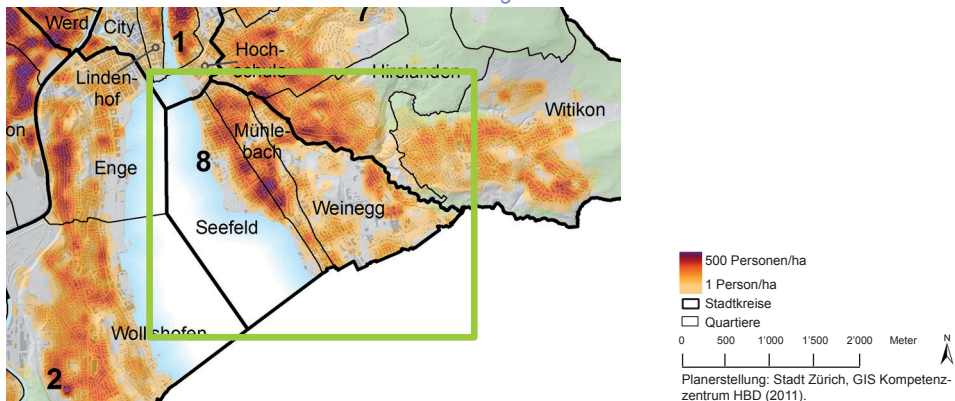 Werd
City
1
7
Hoch-
schule
Linden-
hof
Hirslanden
Witikon
on
Mühle-
bach
8
Enge
Weinegg
Seefeld
Wollishofen
2
500 Personen/ha
1 Person/ha
Stadtkreise
Quartiere
0 500 1'000 1'500 2'000 Meter N
Planerstellung: Stadt Zürich, GIS Kompetenz-
zentrum HBD (2011).